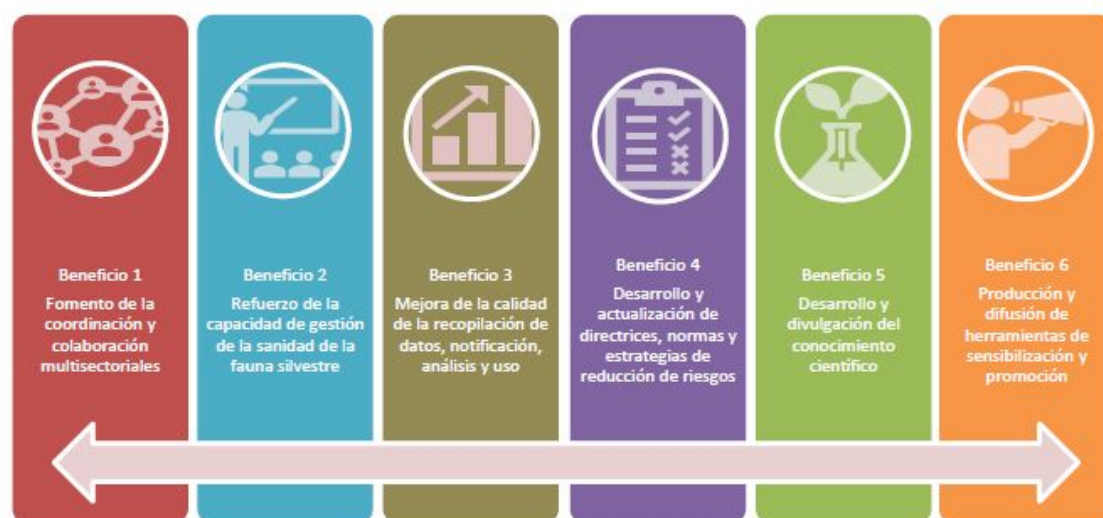 Beneficio 1
Fomento de la
coordinación y
colaboración
multisectoriales
Beneficio 2
Refuerzo de la
capacidad de gestión
de la sanidad de la
fauna silvestre
Beneficio 3
Mejora de la calidad
de la recopilación de
datos, notificación,
análisis y uso
Beneficio 4
Desarrollo y
actualización de
directrices, normas y
estrategias de
reducción de riesgos
Beneficio 5
Desarrollo y
divulgación del
conocimiento
científico
Beneficio 6
Producción y
difusión de
herramientas de
sensibilización y
promoción